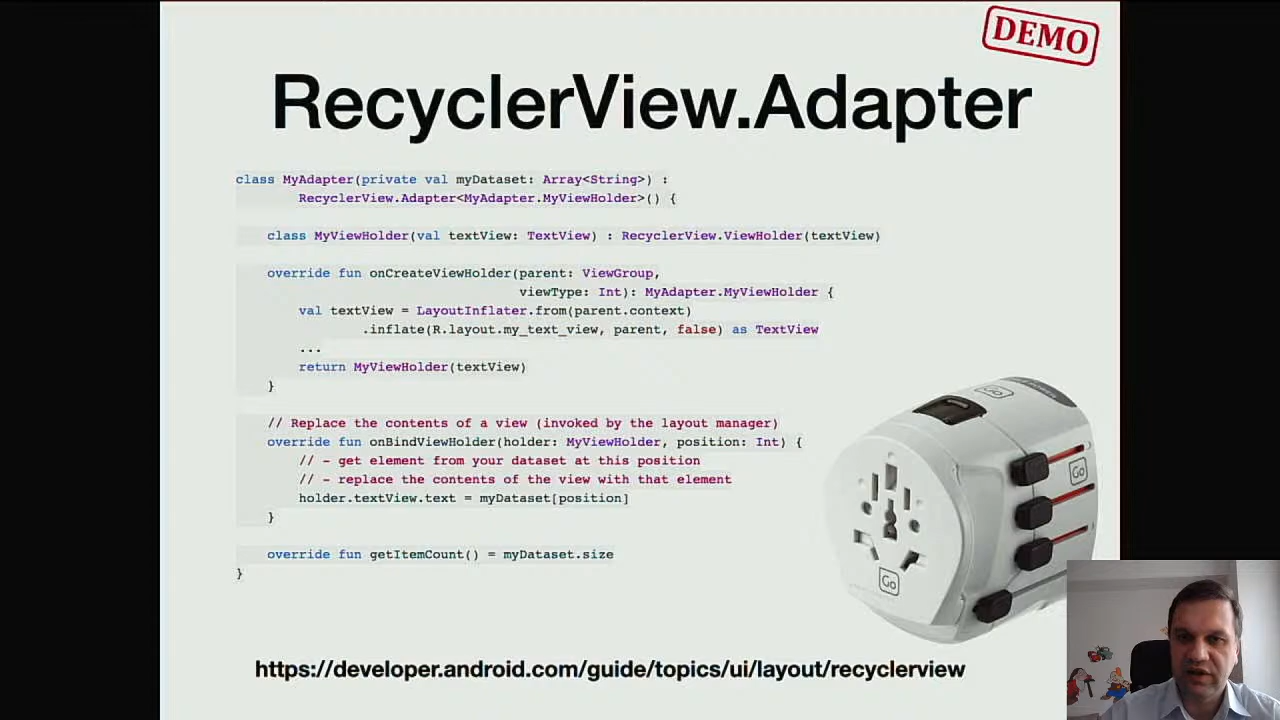 DEMO
RecyclerView.Adapter
class MyAdapter(private val myDataset: Array<String>) :
RecyclerView.Adapter<MyAdapter.MyViewHolder>() {
class MyViewHolder(val textView: TextView) : RecyclerView.ViewHolder(textView)
override fun onCreateViewHolder(parent: ViewGroup,
viewType: Int): MyAdapter.MyViewHolder {
val textView = LayoutInflater.from(parent.context)
.inflate(R.layout.my_text_view, parent, false) as TextView
...
return MyViewHolder(textView)
}
// Replace the contents of a view (invoked by the layout manager)
override fun onBindViewHolder(holder: MyViewHolder, position: Int) {
// - get element from your dataset at this position
// - replace the contents of the view with that element
holder.textView.text = myDataset[position]
}
override fun getItemCount() = myDataset.size
}
Go
Go
Go
https://developer.android.com/guide/topics/ui/layout/recyclerview